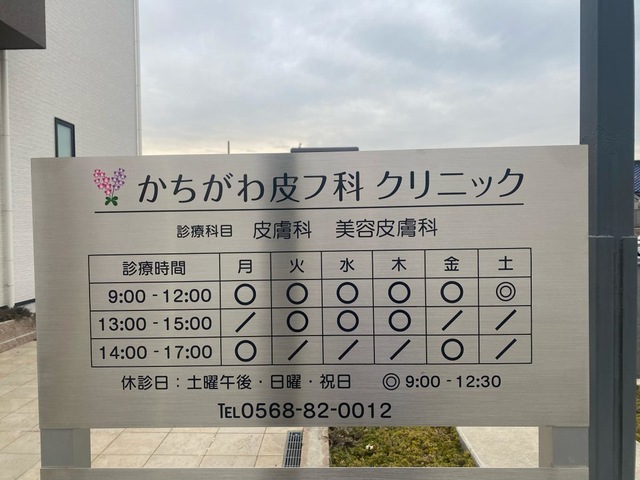 かちがわ皮フ科 クリニック
診療科目 皮膚科 美容皮膚科
診療時間 月 火 水 木 金 土
9:00 - 12:00 ○ ○ ○ ○ ○ ◎
13:00 - 15:00 / ○ ○ ○ / /
14:00 - 17:00 ○ / / / ○ /
休診日：土曜午後・日曜・祝日 ◎ 9:00 - 12:30
TEL0568-82-0012